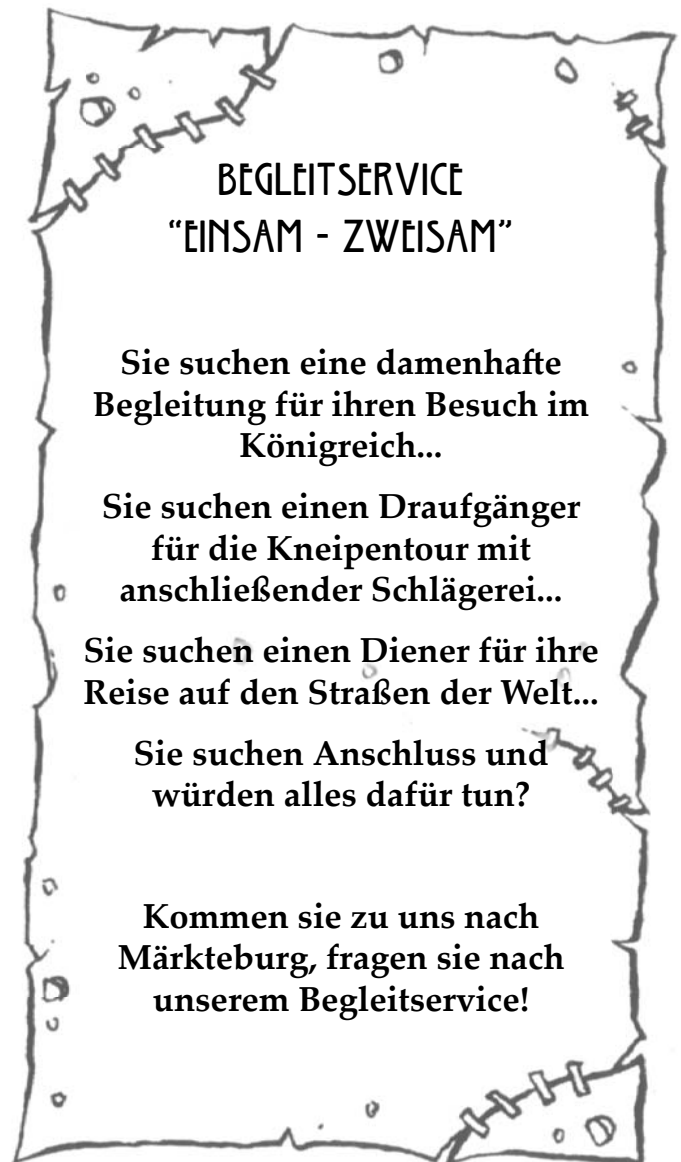 BEGLEITSERVICE
“EINSAM - ZWEISAM”
Sie suchen eine damenhafte
Begleitung für ihren Besuch im
Königreich...
Sie suchen einen Draufgänger
für die Kneipentour mit
anschließender Schlägerei...
Sie suchen einen Diener für ihre
Reise auf den Straßen der Welt...
Sie suchen Anschluss und
würden alles dafür tun?
Kommen sie zu uns nach
Märkteburg, fragen sie nach
unserem Begleitservice!